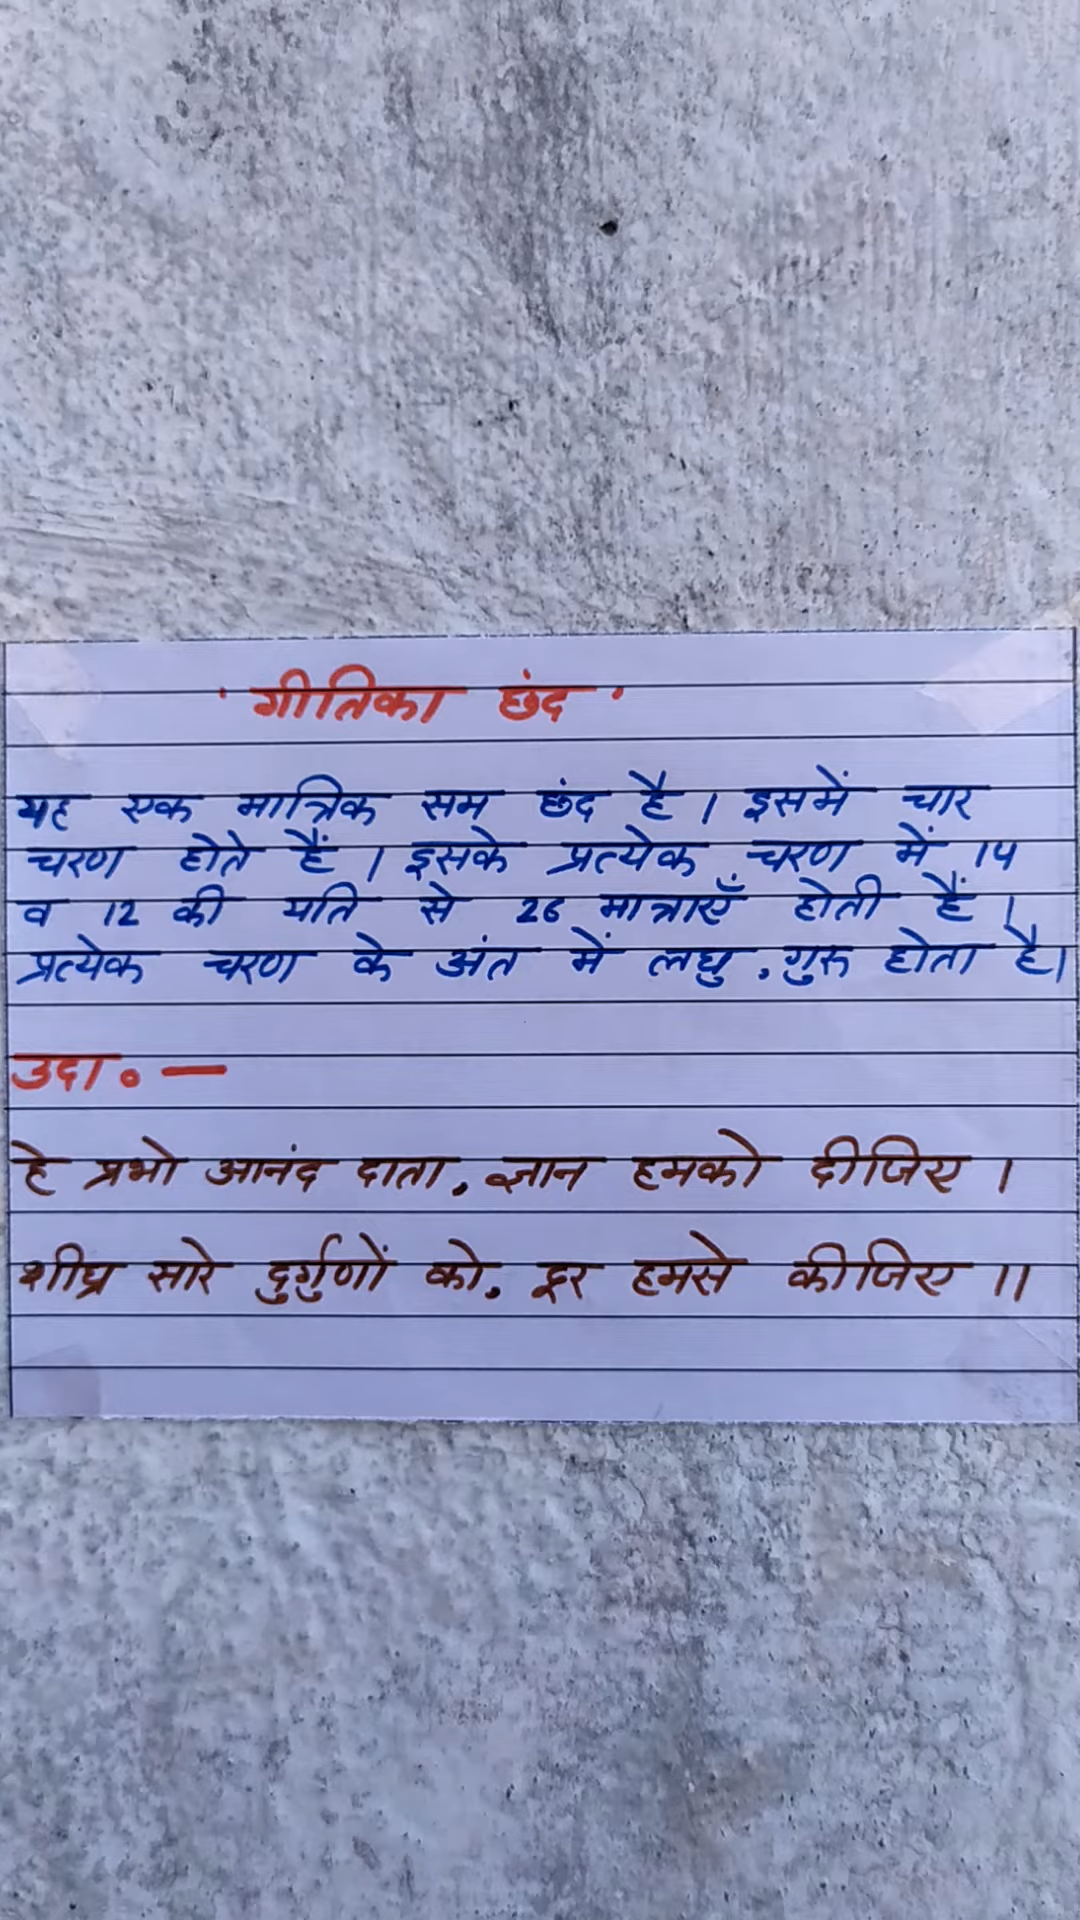 'गीतिका छंद'
यह एक मात्रिक सम छंद है। इसमें चार
चरण होते हैं। इसके प्रत्येक चरण में 14
व 12 की यति से 26 मात्राएँ होती हैं।
प्रत्येक चरण के अंत में लघु, गुरु होता है।
उदा०—
हे प्रभो आनंद दाता, ज्ञान हमको दीजिए।
शीघ्र सारे दुर्गुणों को, दूर हमसे कीजिए॥